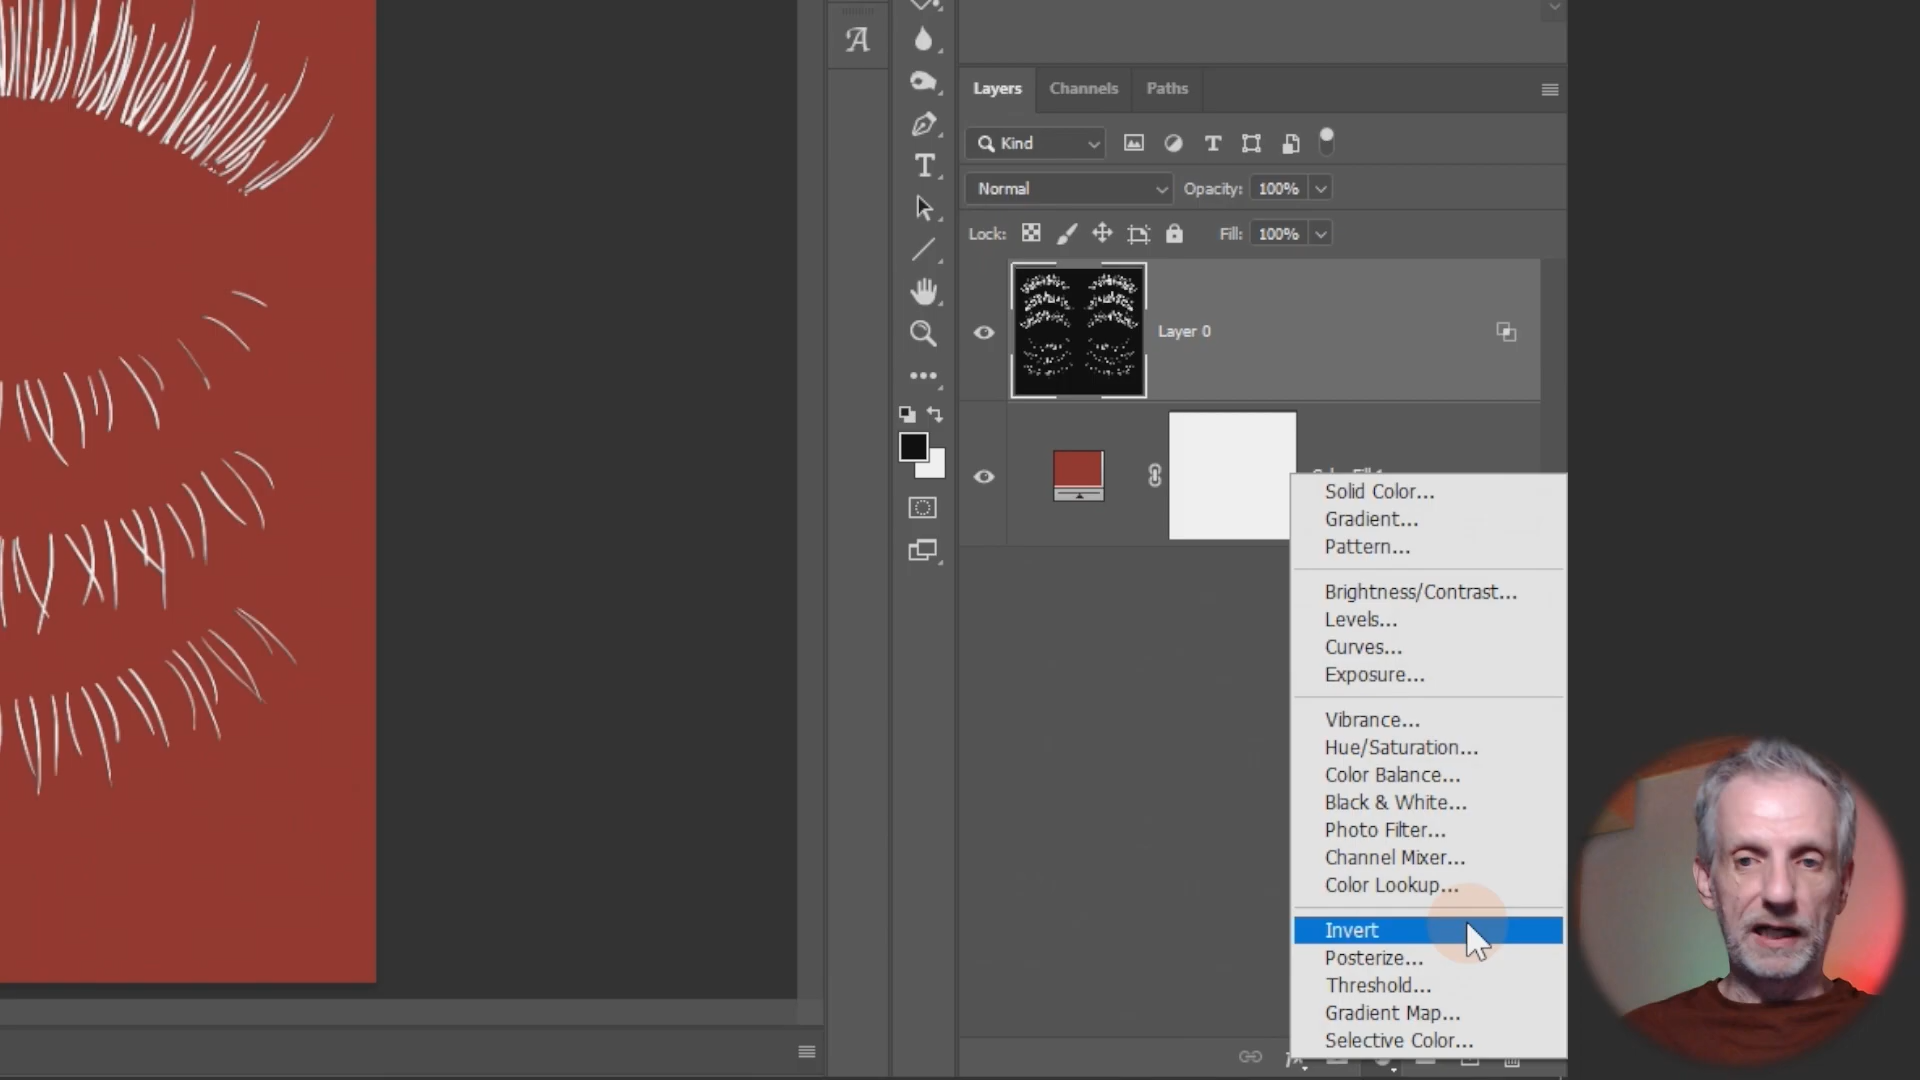 Layers Channels Paths
Kind
Normal Opacity: 100%
Lock: Fill: 100%
Layer 0
Solid Color...
Gradient...
Pattern...
Brightness/Contrast...
Levels...
Curves...
Exposure...
Vibrance...
Hue/Saturation...
Color Balance...
Black & White...
Photo Filter...
Channel Mixer...
Color Lookup...
Invert
Posterize...
Threshold...
Gradient Map...
Selective Color...